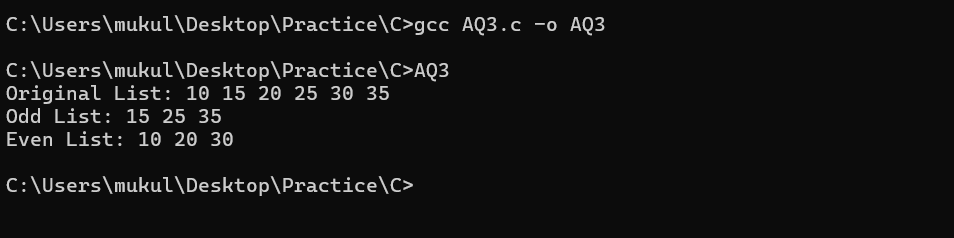 C:\Users\mukul\Desktop\Practice\C>gcc AQ3.c -o AQ3
C:\Users\mukul\Desktop\Practice\C>AQ3
Original List: 10 15 20 25 30 35
Odd List: 15 25 35
Even List: 10 20 30
C:\Users\mukul\Desktop\Practice\C>